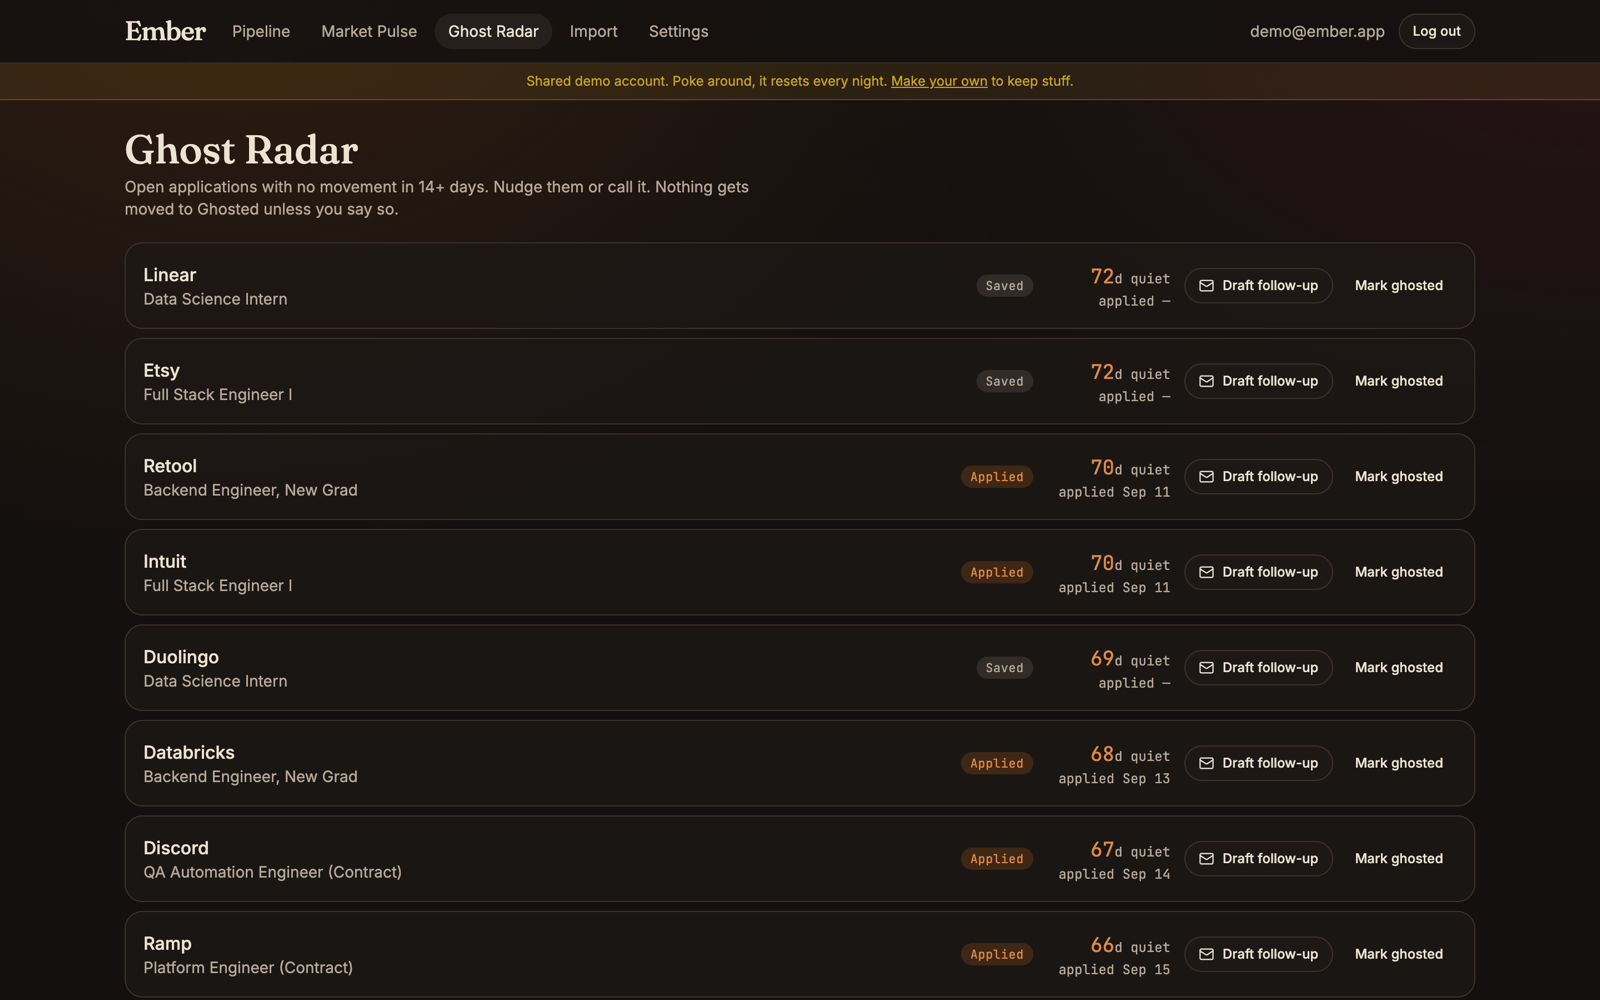 Ember Pipeline Market Pulse Ghost Radar Import Settings demo@ember.app Log out
Shared demo account. Poke around, it resets every night. Make your own to keep stuff.
Ghost Radar
Open applications with no movement in 14+ days. Nudge them or call it. Nothing gets
moved to Ghosted unless you say so.
Linear
Data Science Intern
Saved
72d quiet
applied —
Draft follow-up
Mark ghosted
Etsy
Full Stack Engineer I
Saved
72d quiet
applied —
Draft follow-up
Mark ghosted
Retool
Backend Engineer, New Grad
Applied
70d quiet
applied Sep 11
Draft follow-up
Mark ghosted
Intuit
Full Stack Engineer I
Applied
70d quiet
applied Sep 11
Draft follow-up
Mark ghosted
Duolingo
Data Science Intern
Saved
69d quiet
applied —
Draft follow-up
Mark ghosted
Databricks
Backend Engineer, New Grad
Applied
68d quiet
applied Sep 13
Draft follow-up
Mark ghosted
Discord
QA Automation Engineer (Contract)
Applied
67d quiet
applied Sep 14
Draft follow-up
Mark ghosted
Ramp
Platform Engineer (Contract)
Applied
66d quiet
applied Sep 15
Draft follow-up
Mark ghosted